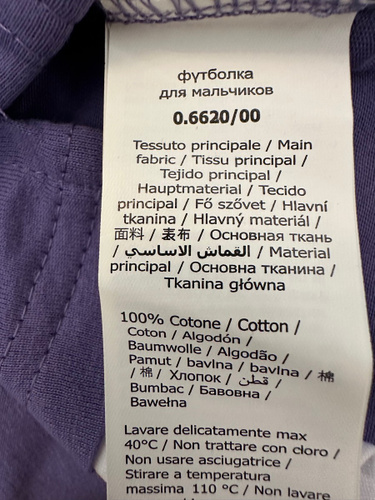 футболка
для мальчиков
0.6620/00
Tessuto principale / Main
fabric / Tissu principal /
Tejido principal /
Hauptmaterial / Tecido
principal / Fő szővet / Hlavní
tkanina / Hlavný materiál /
面料 / 表布 / Основная ткань
/ القماش الاساسي / Material
principal / Основна тканина /
Tkanina główna
100% Cotone / Cotton /
Coton / Algodón /
Baumwolle / Algodão /
Pamut / bavlna / bavlna / 棉
/ 棉 / Хлопок / قطن /
Bumbac / Бавовна /
Bawełna
Lavare delicatamente max
40°C / Non trattare con cloro /
Non usare asciugatrice /
Stirare a temperatura
massima 110 °C / Non lavare